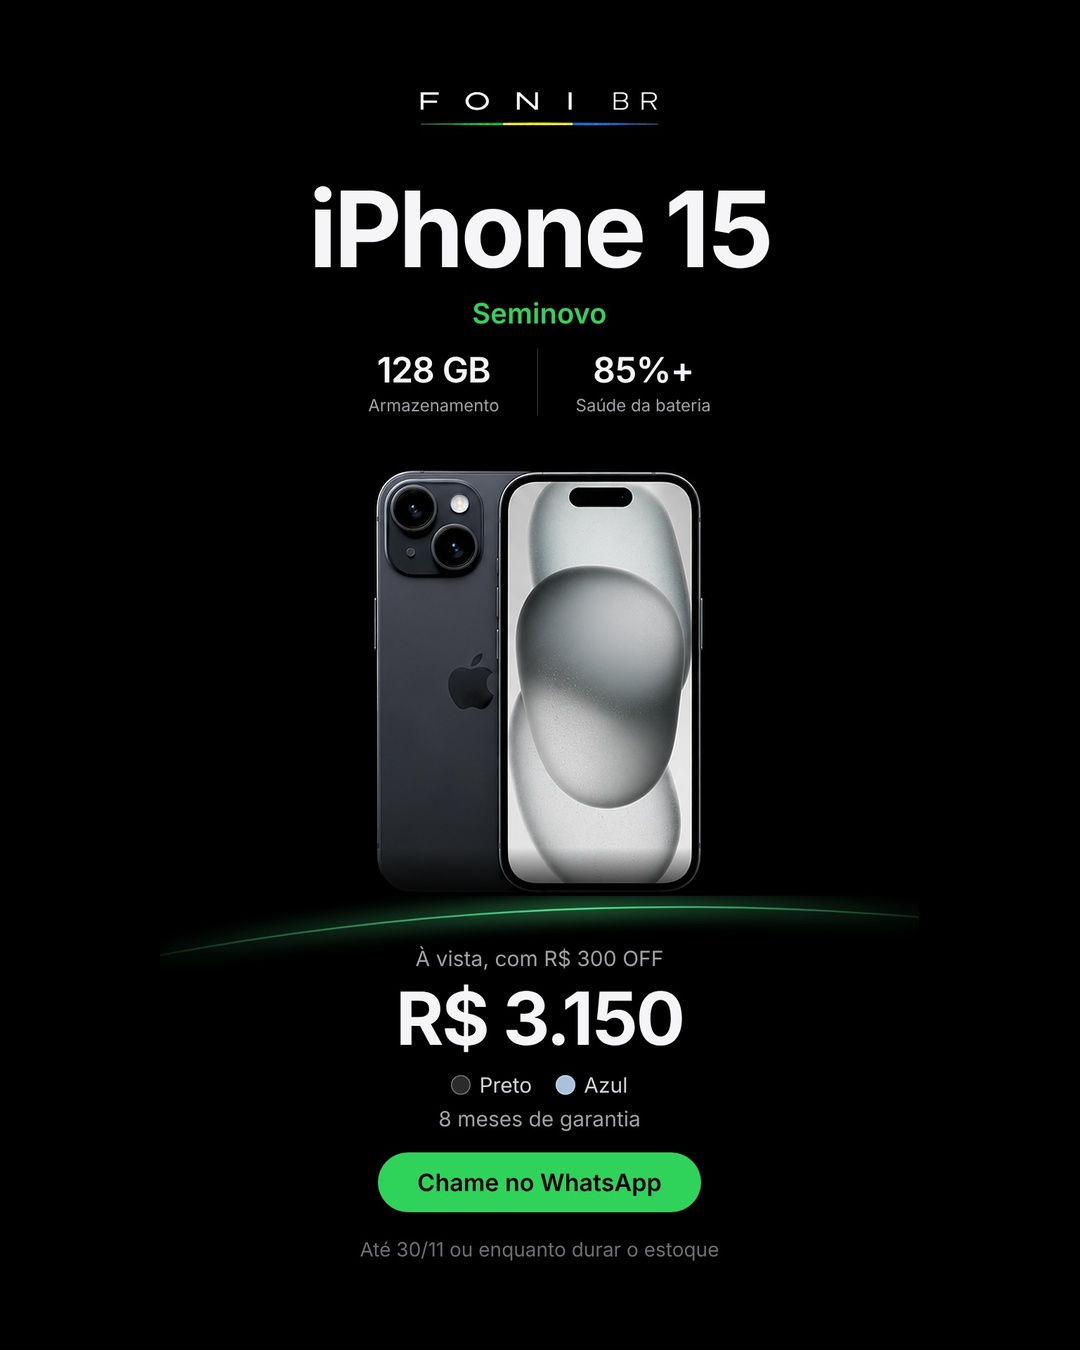 FONI BR
iPhone 15
Seminovo
128 GB
Armazenamento
85%+
Saúde da bateria
À vista, com R$ 300 OFF
R$ 3.150
Preto
Azul
8 meses de garantia
Chame no WhatsApp
Até 30/11 ou enquanto durar o estoque